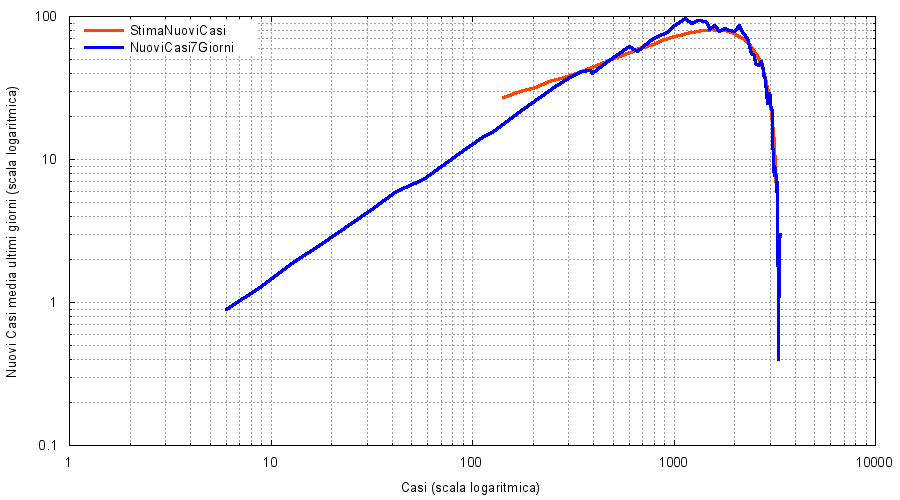 StimaNuoviCasi
NuoviCasi7Giorni
100
10
1
0.1
Nuovi Casi media ultimi giorni (scala logaritmica)
1 10 100 1000 10000
Casi (scala logaritmica)